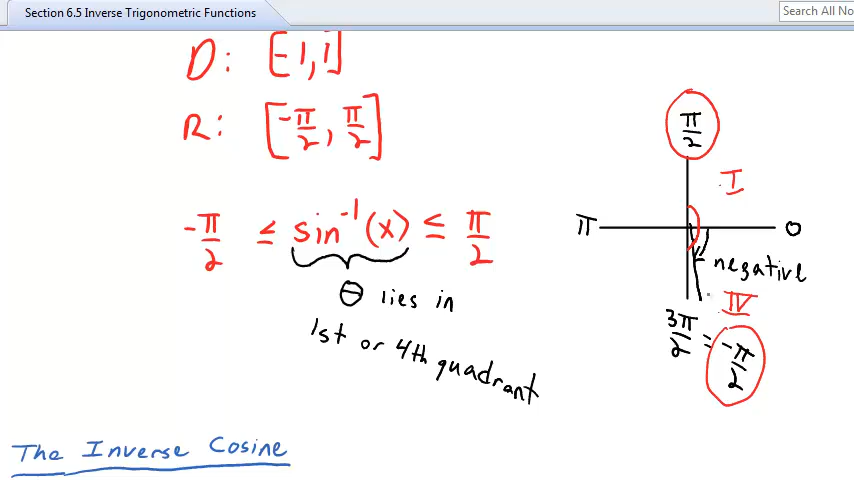 Section 6.5 Inverse Trigonometric Functions
Search All No
D: [-1, 1]
R: [-π/2, π/2]
-π/2 ≤ sin⁻¹(x) ≤ π/2
θ lies in
1st or 4th quadrant
π/2
I
π
0
negative
IV
3π/2 = -π/2
The Inverse Cosine